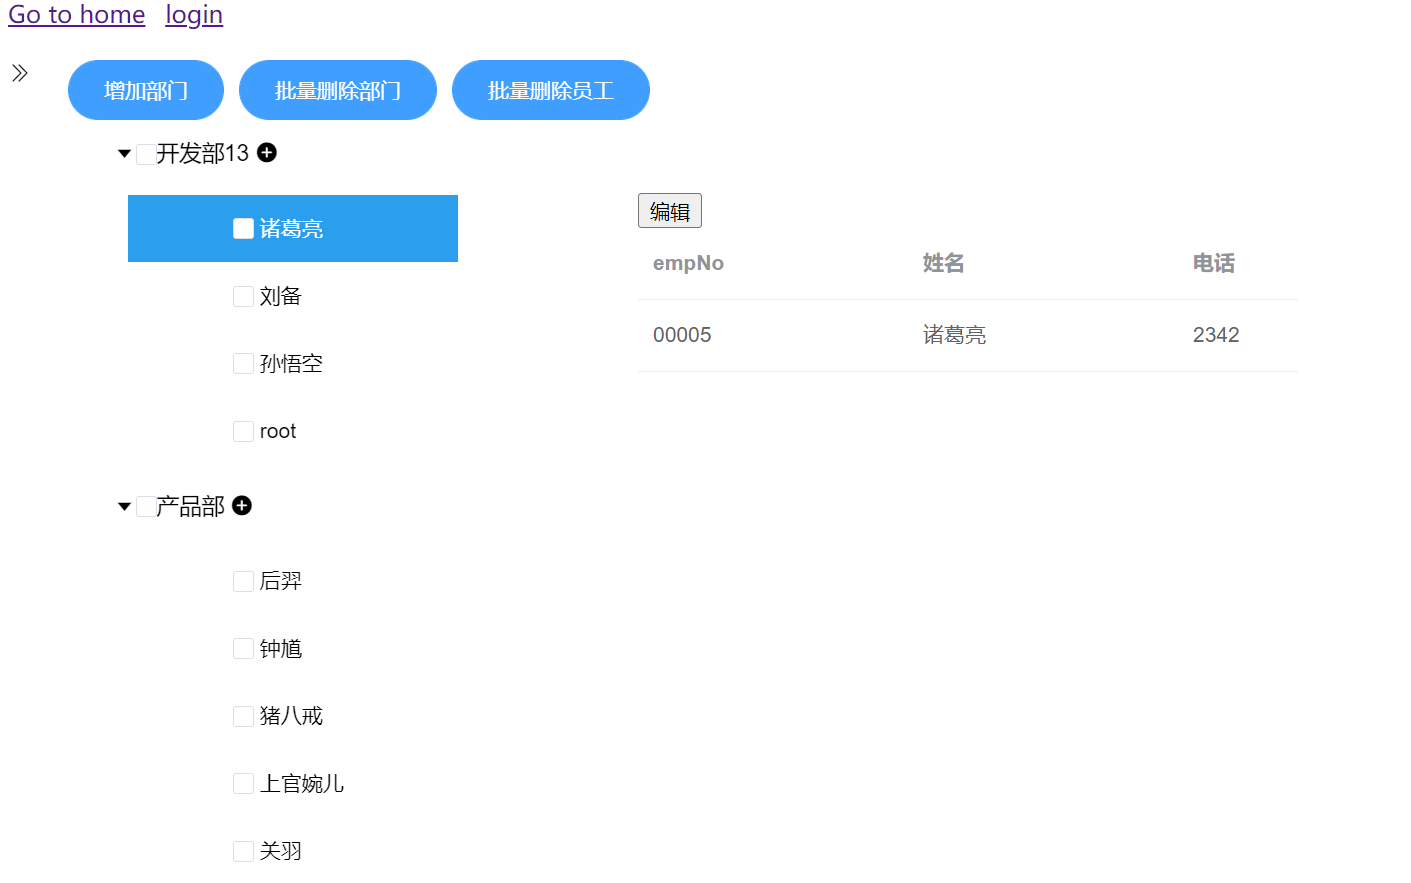 Go to home login
增加部门 批量删除部门 批量删除员工
开发部13
诸葛亮
刘备
孙悟空
root
编辑
empNo 姓名 电话
00005 诸葛亮 2342
产品部
后羿
钟馗
猪八戒
上官婉儿
关羽